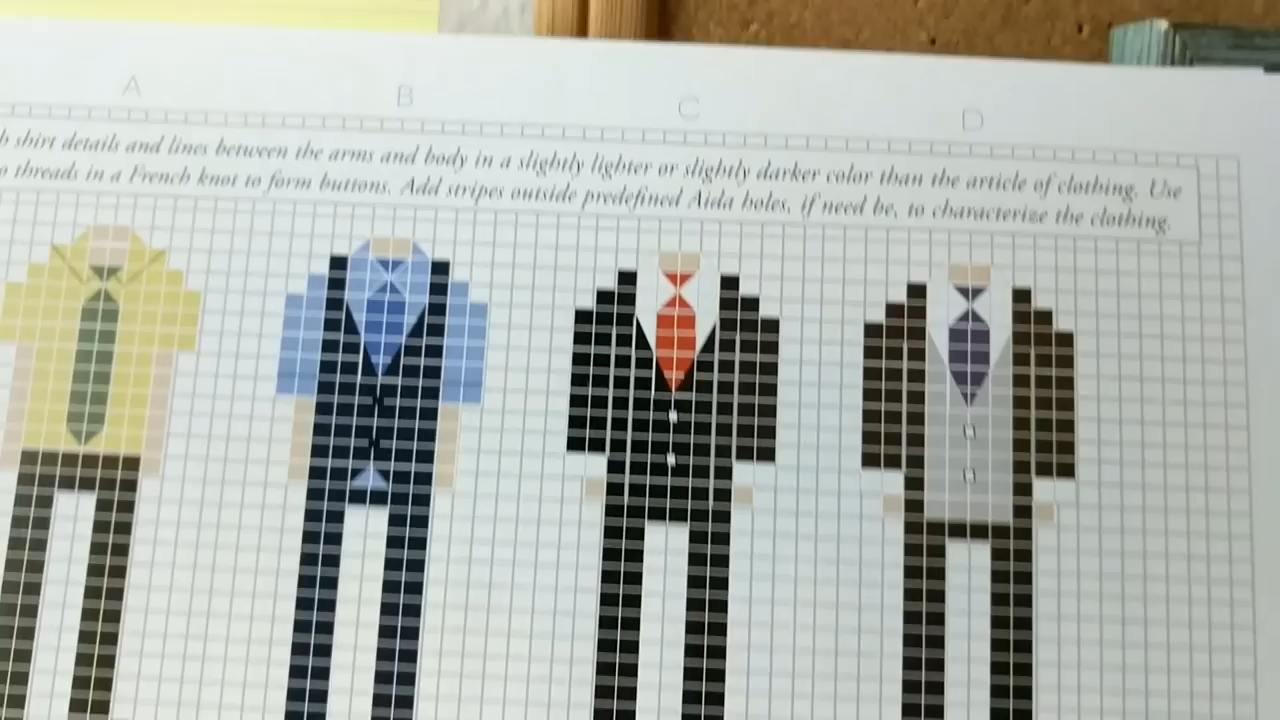 A B C D
shirt details and lines between the arms and body in a slightly lighter or slightly darker color than the article of clothing. Use
threads in a French knot to form buttons. Add stripes outside predefined Aida holes, if need be, to characterize the clothing.